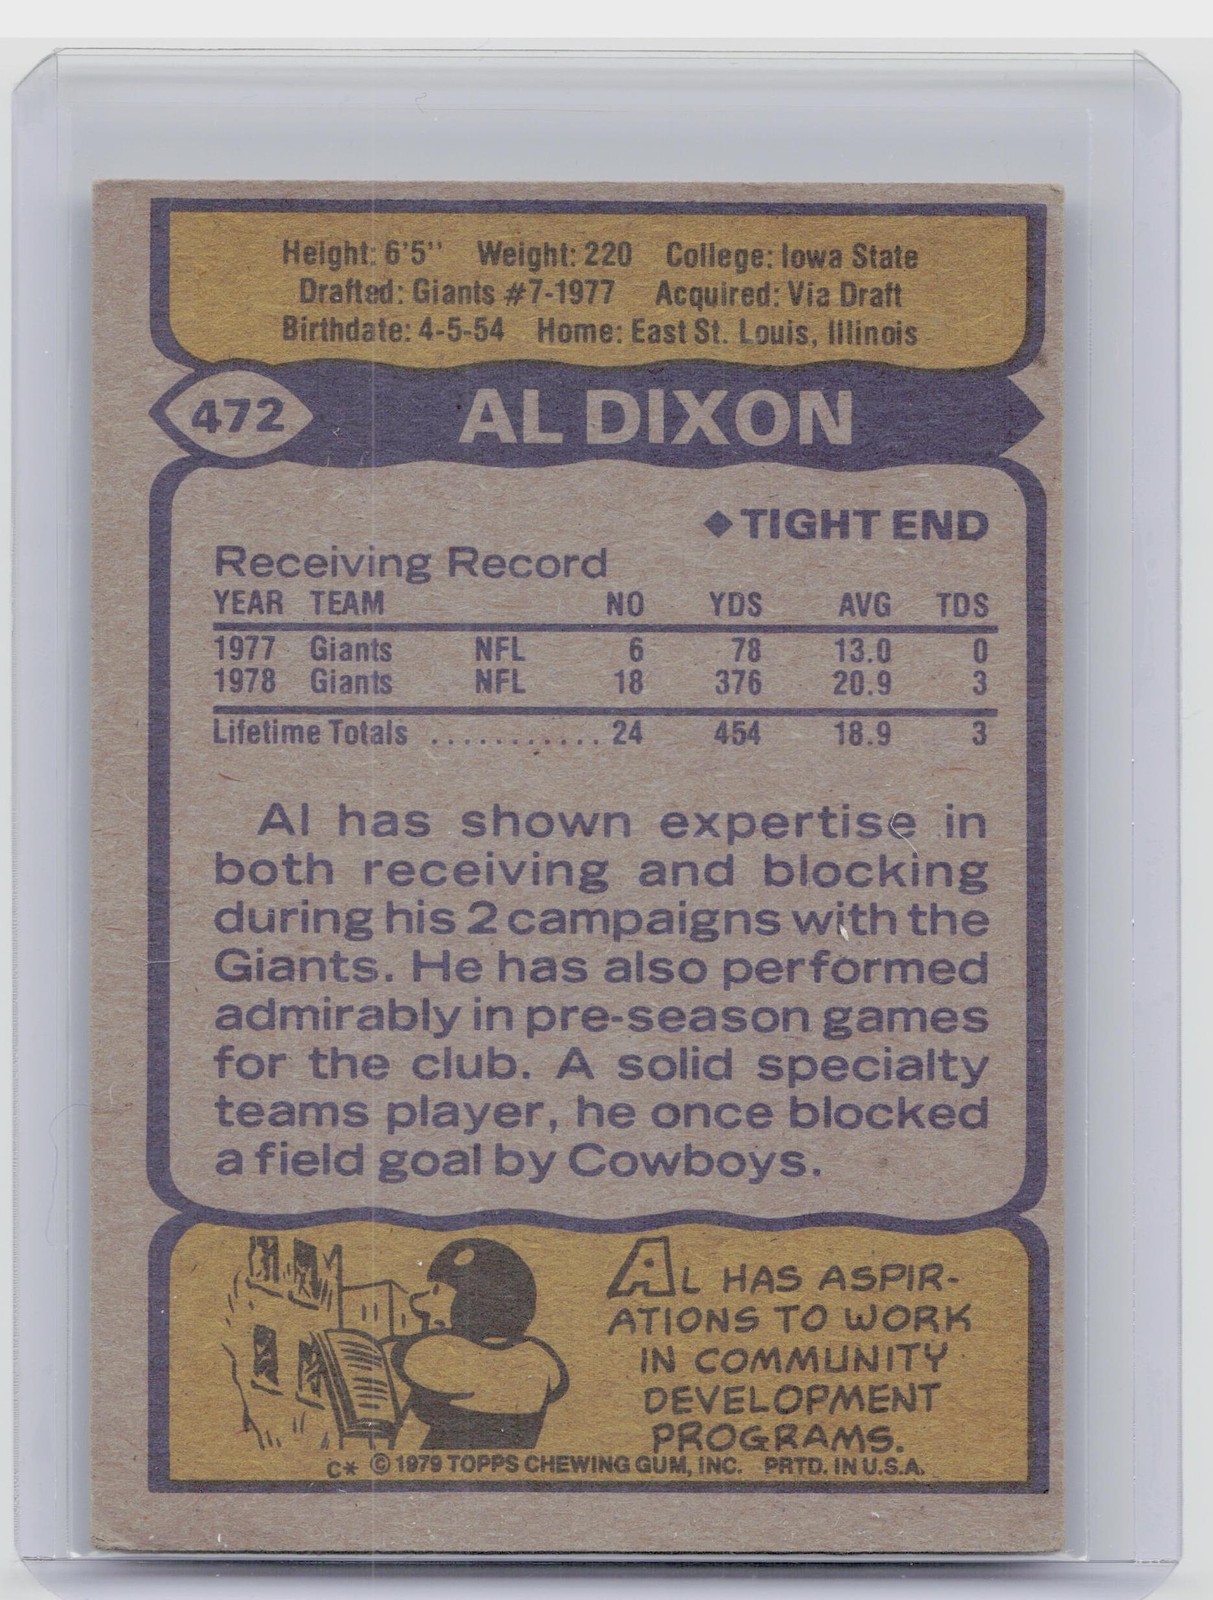 Height: 6'5" Weight: 220 College: Iowa State
Drafted: Giants #7-1977 Acquired: Via Draft
Birthdate: 4-5-54 Home: East St. Louis, Illinois
472 AL DIXON
◆TIGHT END
Receiving Record
YEAR TEAM NO YDS AVG TDS
1977 Giants NFL 6 78 13.0 0
1978 Giants NFL 18 376 20.9 3
Lifetime Totals ............ 24 454 18.9 3
Al has shown expertise in
both receiving and blocking
during his 2 campaigns with the
Giants. He has also performed
admirably in pre-season games
for the club. A solid specialty
teams player, he once blocked
a field goal by Cowboys.
AL HAS ASPIR-
ATIONS TO WORK
IN COMMUNITY
DEVELOPMENT
PROGRAMS.
C* © 1979 TOPPS CHEWING GUM, INC. PRTD. IN U.S.A.